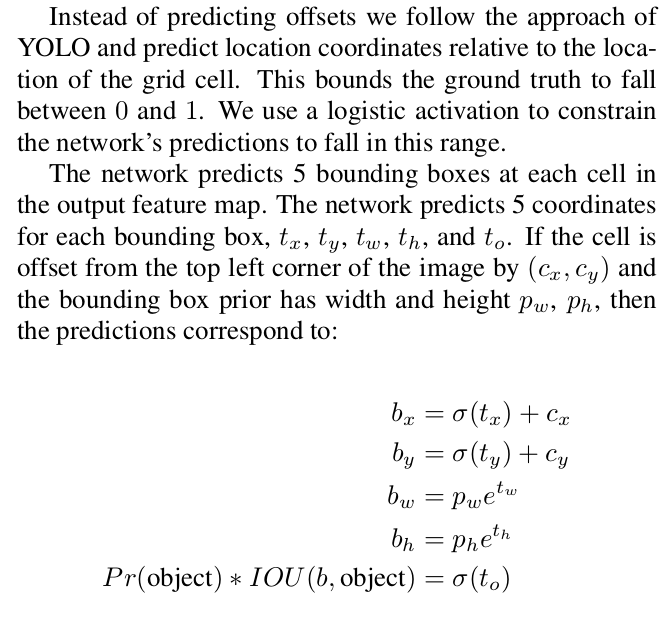 Instead of predicting offsets we follow the approach of
YOLO and predict location coordinates relative to the loca-
tion of the grid cell. This bounds the ground truth to fall
between 0 and 1. We use a logistic activation to constrain
the network's predictions to fall in this range.
The network predicts 5 bounding boxes at each cell in
the output feature map. The network predicts 5 coordinates
for each bounding box, t_x, t_y, t_w, t_h, and t_o. If the cell is
offset from the top left corner of the image by (c_x, c_y) and
the bounding box prior has width and height p_w, p_h, then
the predictions correspond to:
b_x = σ(t_x) + c_x
b_y = σ(t_y) + c_y
b_w = p_w e^{t_w}
b_h = p_h e^{t_h}
Pr(object) ∗ IOU(b, object) = σ(t_o)